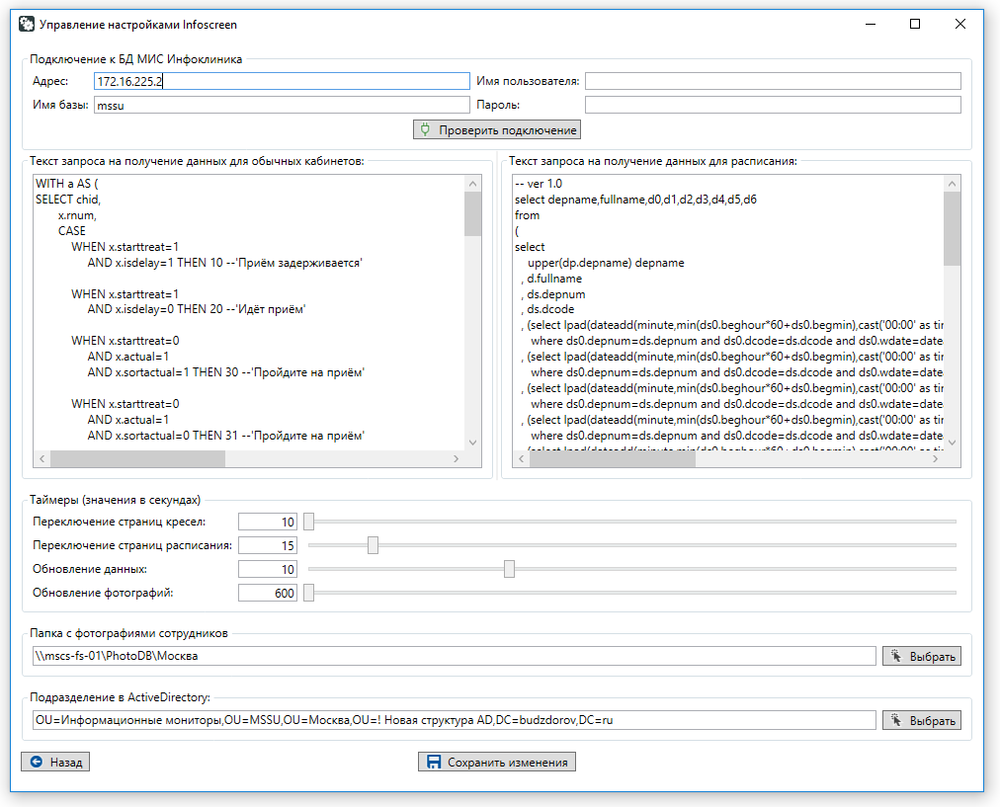 Управление настройками Infoscreen
Подключение к БД МИС Инфоклиника
Адрес: 172.16.225.2 Имя пользователя:
Имя базы: mssu Пароль:
Проверить подключение
Текст запроса на получение данных для обычных кабинетов:
WITH a AS (
SELECT chid,
x.rnum,
CASE
WHEN x.starttreat=1
AND x.isdelay=1 THEN 10 --'Приём задерживается'
WHEN x.starttreat=1
AND x.isdelay=0 THEN 20 --'Идёт приём'
WHEN x.starttreat=0
AND x.actual=1
AND x.sortactual=1 THEN 30 --'Пройдите на приём'
WHEN x.starttreat=0
AND x.actual=1
AND x.sortactual=0 THEN 31 --'Пройдите на приём'
Текст запроса на получение данных для расписания:
-- ver 1.0
select depname,fullname,d0,d1,d2,d3,d4,d5,d6
from
(
select
upper(dp.depname) depname
, d.fullname
, ds.depnum
, ds.dcode
, (select lpad(dateadd(minute,min(ds0.beghour*60+ds0.begmin),cast('00:00' as tir
where ds0.depnum=ds.depnum and ds0.dcode=ds.dcode and ds0.wdate=date
, (select lpad(dateadd(minute,min(ds0.beghour*60+ds0.begmin),cast('00:00' as tir
where ds0.depnum=ds.depnum and ds0.dcode=ds.dcode and ds0.wdate=date
, (select lpad(dateadd(minute,min(ds0.beghour*60+ds0.begmin),cast('00:00' as tir
where ds0.depnum=ds.depnum and ds0.dcode=ds.dcode and ds0.wdate=date
, (select lpad(dateadd(minute,min(ds0.beghour*60+ds0.begmin),cast('00:00' as tir
where ds0.depnum=ds.depnum and ds0.dcode=ds.dcode and ds0.wdate=date
Таймеры (значения в секундах)
Переключение страниц кресел: 10
Переключение страниц расписания: 15
Обновление данных: 10
Обновление фотографий: 600
Папка с фотографиями сотрудников
\\mscs-fs-01\PhotoDB\Москва Выбрать
Подразделение в ActiveDirectory:
OU=Информационные мониторы,OU=MSSU,OU=Москва,OU=! Новая структура AD,DC=budzdorov,DC=ru Выбрать
Назад Сохранить изменения